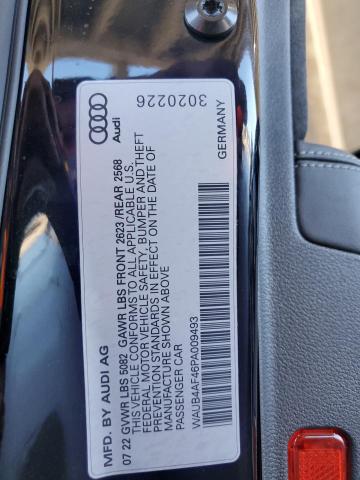 MFD. BY AUDI AG
07 22 GVWR LBS 5082 GAWR LBS FRONT 2623 /REAR 2568
THIS VEHICLE CONFORMS TO ALL APPLICABLE U.S.
FEDERAL MOTOR VEHICLE SAFETY, BUMPER AND THEFT
PREVENTION STANDARDS IN EFFECT ON THE DATE OF
MANUFACTURE SHOWN ABOVE
PASSENGER CAR
WAUB4AF46PA009493
GERMANY
Audi
3020226